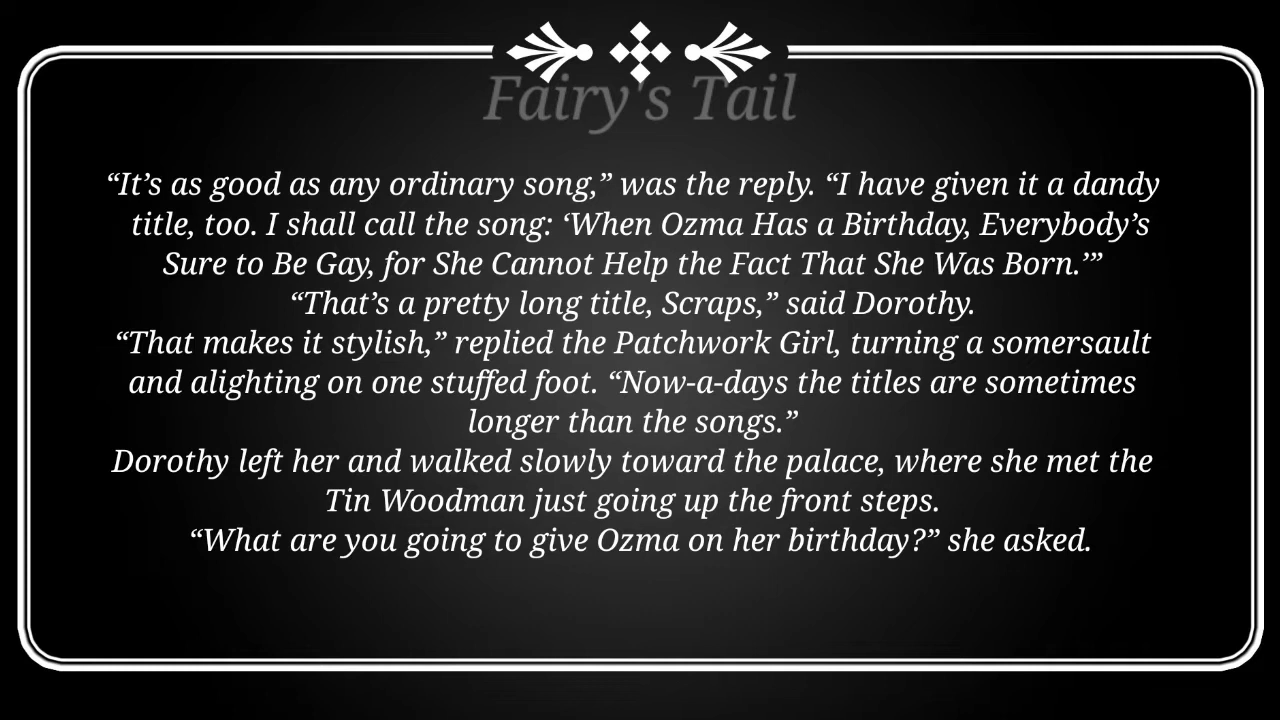 Fairy's Tail
“It’s as good as any ordinary song,” was the reply. “I have given it a dandy
title, too. I shall call the song: ‘When Ozma Has a Birthday, Everybody’s
Sure to Be Gay, for She Cannot Help the Fact That She Was Born.’”
“That’s a pretty long title, Scraps,” said Dorothy.
“That makes it stylish,” replied the Patchwork Girl, turning a somersault
and alighting on one stuffed foot. “Now-a-days the titles are sometimes
longer than the songs.”
Dorothy left her and walked slowly toward the palace, where she met the
Tin Woodman just going up the front steps.
“What are you going to give Ozma on her birthday?” she asked.